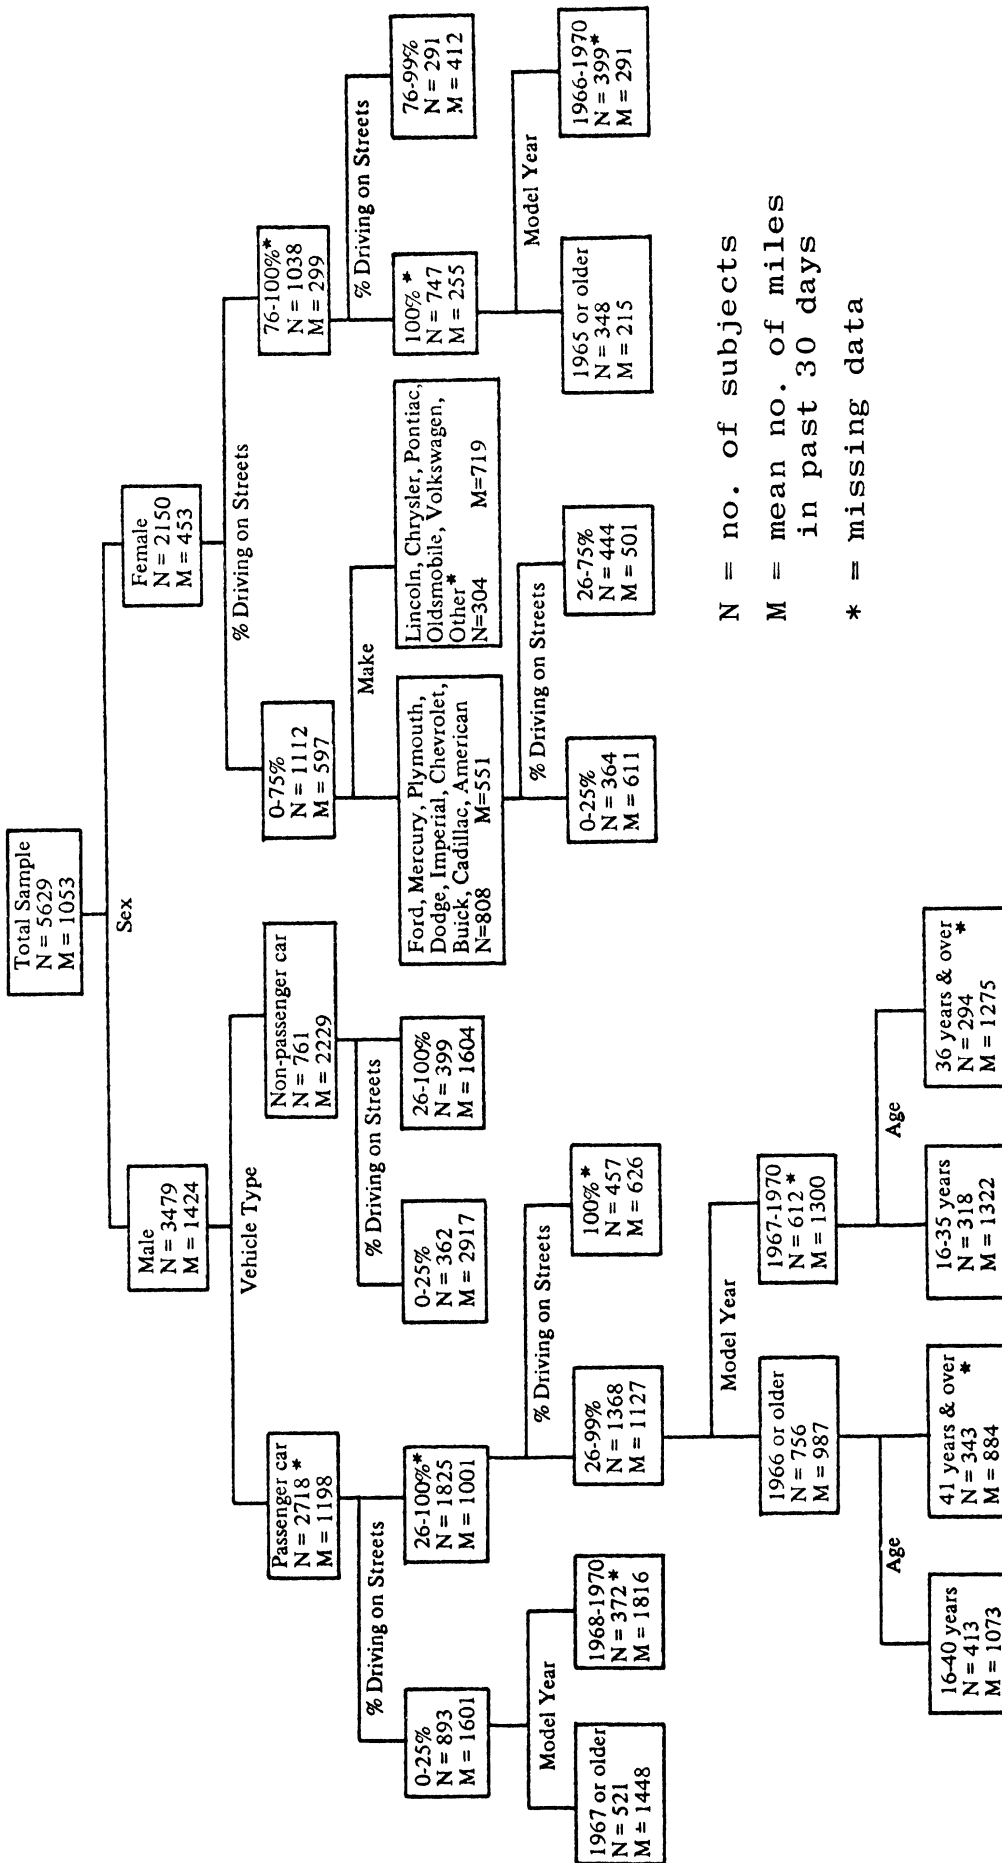 Total Sample
N = 5629
M = 1053
Sex
Male
N = 3479
M = 1424
Female
N = 2150
M = 453
Vehicle Type
% Driving on Streets
Passenger car
N = 2718 *
M = 1198
Non-passenger car
N = 761
M = 2229
0-75%
N = 1112
M = 597
76-100%*
N = 1038
M = 299
% Driving on Streets
% Driving on Streets
Make
% Driving on Streets
0-25%
N = 893
M = 1601
26-100%*
N = 1825
M = 1001
0-25%
N = 362
M = 2917
26-100%
N = 399
M = 1604
Ford, Mercury, Plymouth,
Dodge, Imperial, Chevrolet,
Buick, Cadillac, American
N=808 M=551
Lincoln, Chrysler, Pontiac,
Oldsmobile, Volkswagen,
Other*
N=304 M=719
100% *
N = 747
M = 255
76-99%
N = 291
M = 412
Model Year
% Driving on Streets
% Driving on Streets
Model Year
1967 or older
N = 521
M = 1448
1968-1970
N = 372*
M = 1816
26-99%
N = 1368
M = 1127
100%*
N = 457
M = 626
0-25%
N = 364
M = 611
26-75%
N = 444
M = 501
1965 or older
N = 348
M = 215
1966-1970
N = 399*
M = 291
Model Year
1966 or older
N = 756
M = 987
1967-1970
N = 612 *
M = 1300
Age
Age
16-40 years
N = 413
M = 1073
41 years & over
N = 343 *
M = 884
16-35 years
N = 318
M = 1322
36 years & over
N = 294 *
M = 1275
N = no. of subjects
M = mean no. of miles
in past 30 days
* = missing data